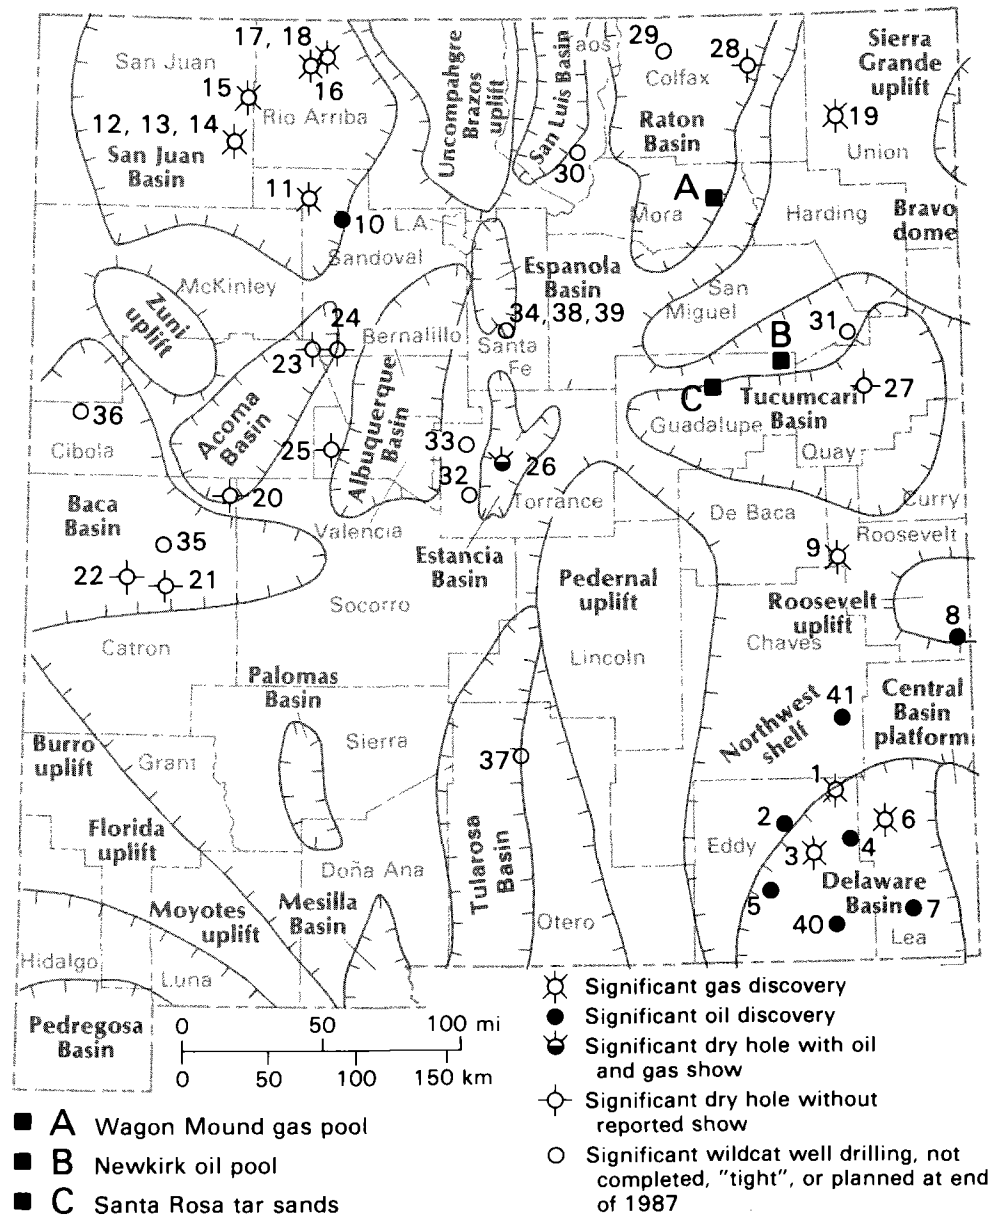 17, 18
16
15
12, 13, 14
San Juan
Rio Arriba
San Juan
Basin
11
10
L.A.
Sandoval
McKinley
Zuni
uplift
Uncompahgre
Brazos
uplift
San Luis Basin
aos
30
29
28
Colfax
Raton
Basin
A
Mora
Sierra
Grande
uplift
19
Union
Harding
Bravo
dome
Espanola
Basin
34, 38, 39
Santa
Fe
San
Miguel
31
B
C
27
Tucumcari
Basin
Guadalupe
Quay
Curry
24
23
Bernalillo
Albuquerque
Basin
Acoma
Basin
25
36
Cibola
20
33
32
26
Torrance
Valencia
Estancia
Basin
Baca
Basin
35
22
21
Catron
Socorro
De Baca
Roosevelt
9
Pedernal
uplift
Lincoln
Roosevelt
uplift
Chaves
8
Palomas
Basin
Sierra
37
Tularosa
Basin
Otero
41
Northwest
shelf
Central
Basin
platform
Burro
uplift
Grant
Florida
uplift
Doña Ana
Moyotes
uplift
Mesilla
Basin
Hidalgo
Luna
Pedregosa
Basin
1
2
3
4
5
6
7
40
Eddy
Delaware
Basin
Lea
0 50 100 mi
0 50 100 150 km
A Wagon Mound gas pool
B Newkirk oil pool
C Santa Rosa tar sands
Significant gas discovery
Significant oil discovery
Significant dry hole with oil
and gas show
Significant dry hole without
reported show
Significant wildcat well drilling, not
completed, "tight", or planned at end
of 1987